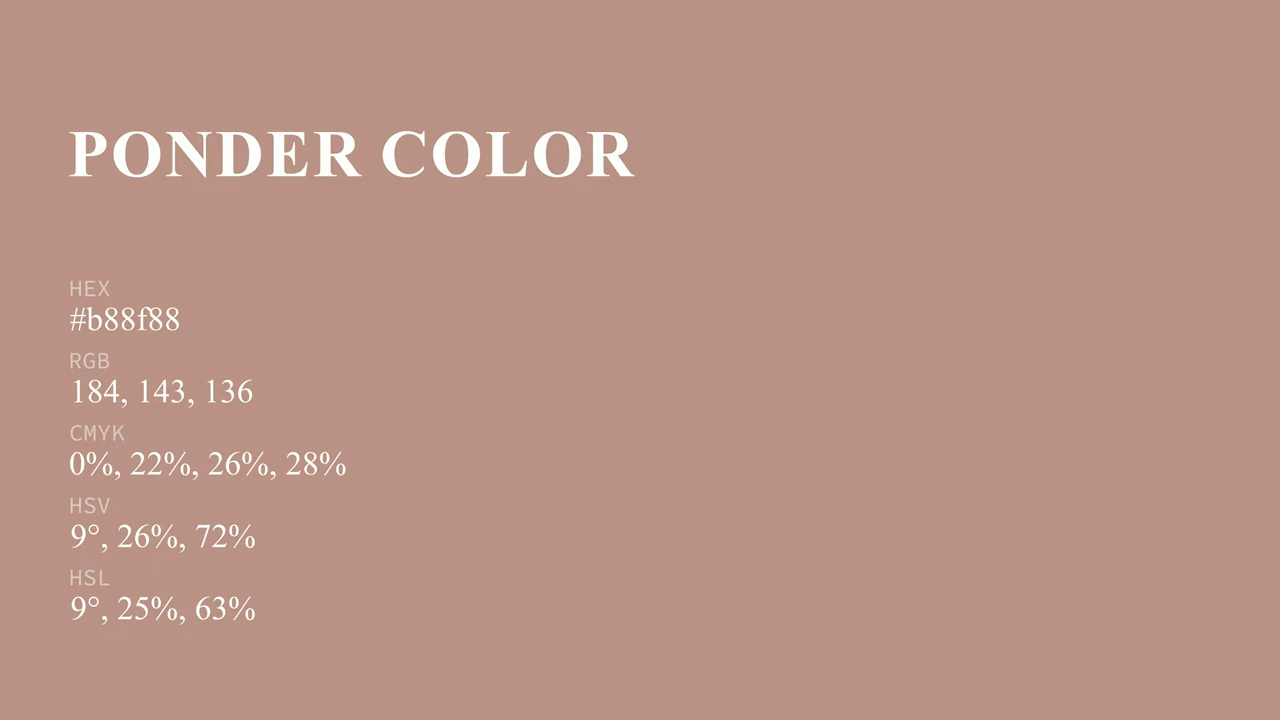 PONDER COLOR
HEX
#b88f88
RGB
184, 143, 136
CMYK
0%, 22%, 26%, 28%
HSV
9°, 26%, 72%
HSL
9°, 25%, 63%